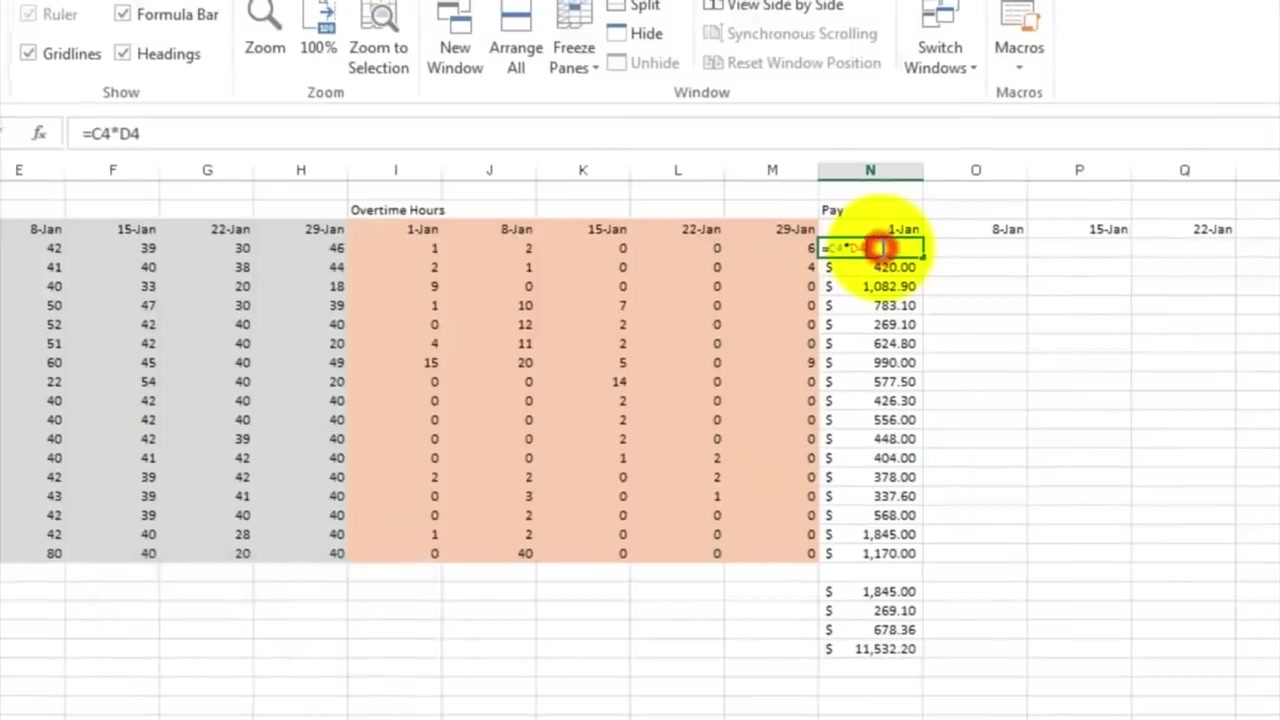 Ruler Formula Bar Split View Side by Side
Gridlines Headings Zoom 100% Zoom to Selection New Window Arrange All Freeze Panes Hide Synchronous Scrolling Switch Windows Macros
Unhide Reset Window Position
Show Zoom Window Macros
fx =C4*D4
E F G H I J K L M N O P Q
Overtime Hours Pay
8-Jan 15-Jan 22-Jan 29-Jan 1-Jan 8-Jan 15-Jan 22-Jan 29-Jan 1-Jan 8-Jan 15-Jan 22-Jan
42 39 30 46 1 2 0 0 6 =C4*D4
41 40 38 44 2 1 0 0 4 $ 420.00
40 33 20 18 9 0 0 0 0 $ 1,082.90
50 47 30 39 1 10 7 0 0 $ 783.10
52 42 40 40 0 12 2 0 0 $ 269.10
51 42 40 20 4 11 2 0 0 $ 624.80
60 45 40 49 15 20 5 0 9 $ 990.00
22 54 40 20 0 0 14 0 0 $ 577.50
40 42 40 40 0 0 2 0 0 $ 426.30
40 42 40 40 0 0 2 0 0 $ 556.00
40 42 39 40 0 0 2 0 0 $ 448.00
40 41 42 40 0 0 1 2 0 $ 404.00
42 39 42 40 2 2 0 2 0 $ 378.00
43 39 41 40 0 3 0 1 0 $ 337.60
42 39 40 40 0 2 0 0 0 $ 568.00
42 40 28 40 1 2 0 0 0 $ 1,845.00
80 40 20 40 0 40 0 0 0 $ 1,170.00
$ 1,845.00
$ 269.10
$ 678.36
$ 11,532.20